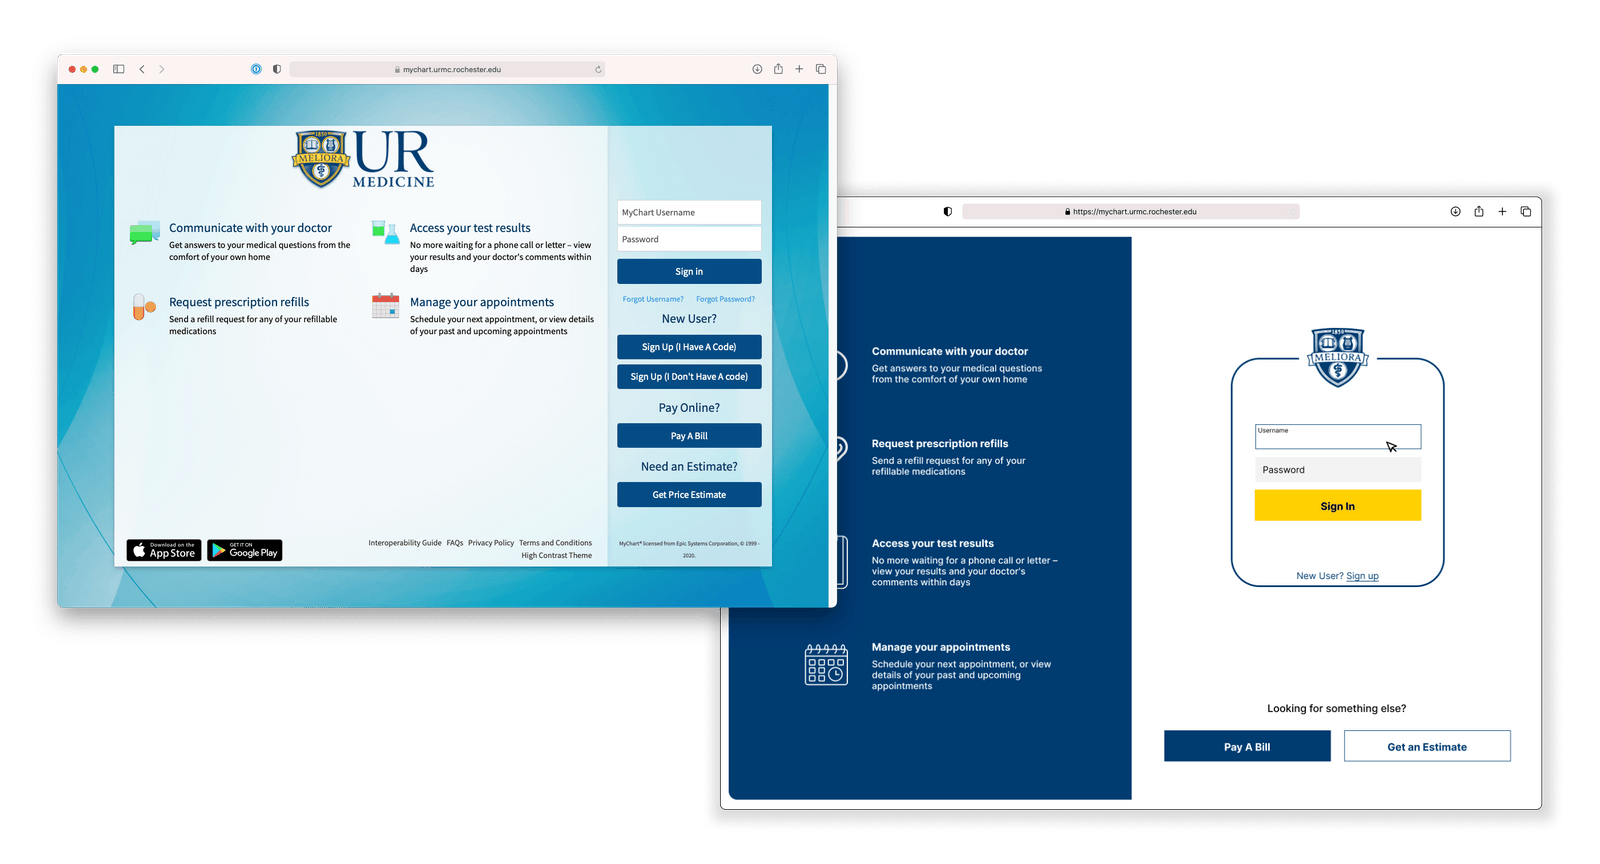 mychart.urmc.rochester.edu
1850
MELIORA
UR
MEDICINE
Communicate with your doctor
Get answers to your medical questions from the
comfort of your own home
Access your test results
No more waiting for a phone call or letter – view
your results and your doctor's comments within
days
Request prescription refills
Send a refill request for any of your refillable
medications
Manage your appointments
Schedule your next appointment, or view details
of your past and upcoming appointments
MyChart Username
Password
Sign in
Forgot Username? Forgot Password?
New User?
Sign Up (I Have A Code)
Sign Up (I Don't Have A code)
Pay Online?
Pay A Bill
Need an Estimate?
Get Price Estimate
Download on the
App Store
GET IT ON
Google Play
Interoperability Guide FAQs Privacy Policy Terms and Conditions
High Contrast Theme
MyChart® licensed from Epic Systems Corporation, © 1999 -
2020.
https://mychart.urmc.rochester.edu
Communicate with your doctor
Get answers to your medical questions
from the comfort of your own home
Request prescription refills
Send a refill request for any of your
refillable medications
Access your test results
No more waiting for a phone call or letter –
view your results and your doctor's
comments within days
Manage your appointments
Schedule your next appointment, or view
details of your past and upcoming
appointments
1850
MELIORA
Username
Password
Sign In
New User? Sign up
Looking for something else?
Pay A Bill
Get an Estimate